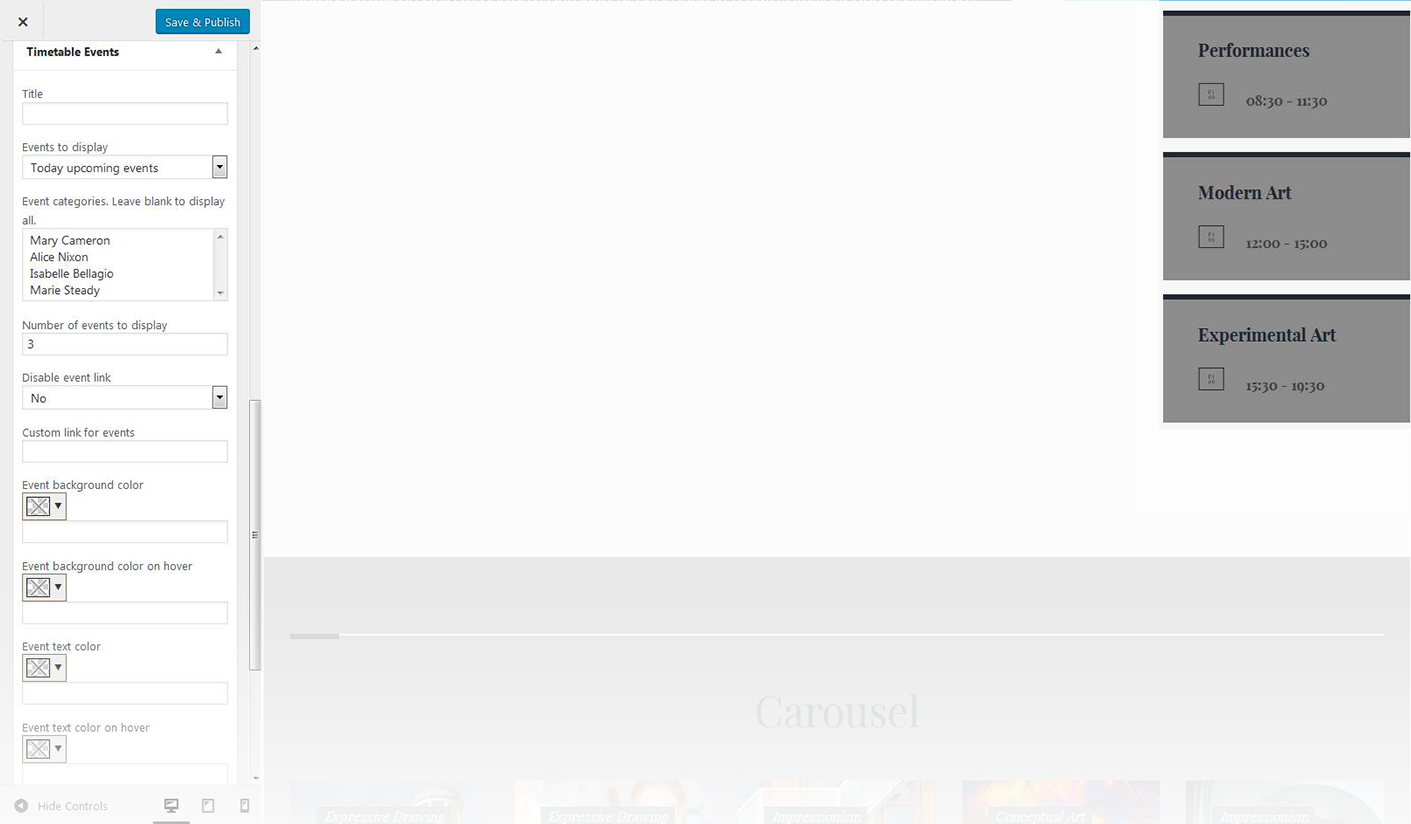 Save & Publish
Timetable Events
Title
Events to display
Today upcoming events
Event categories. Leave blank to display
all.
Mary Cameron
Alice Nixon
Isabelle Bellagio
Marie Steady
Number of events to display
3
Disable event link
No
Custom link for events
Event background color
Event background color on hover
Event text color
Event text color on hover
Hide Controls
Performances
08:30 - 11:30
Modern Art
12:00 - 15:00
Experimental Art
15:30 - 19:30
Carousel
Expressive Drawing
Expressive Drawing
Impressionism
Conceptual Art
Impressionism